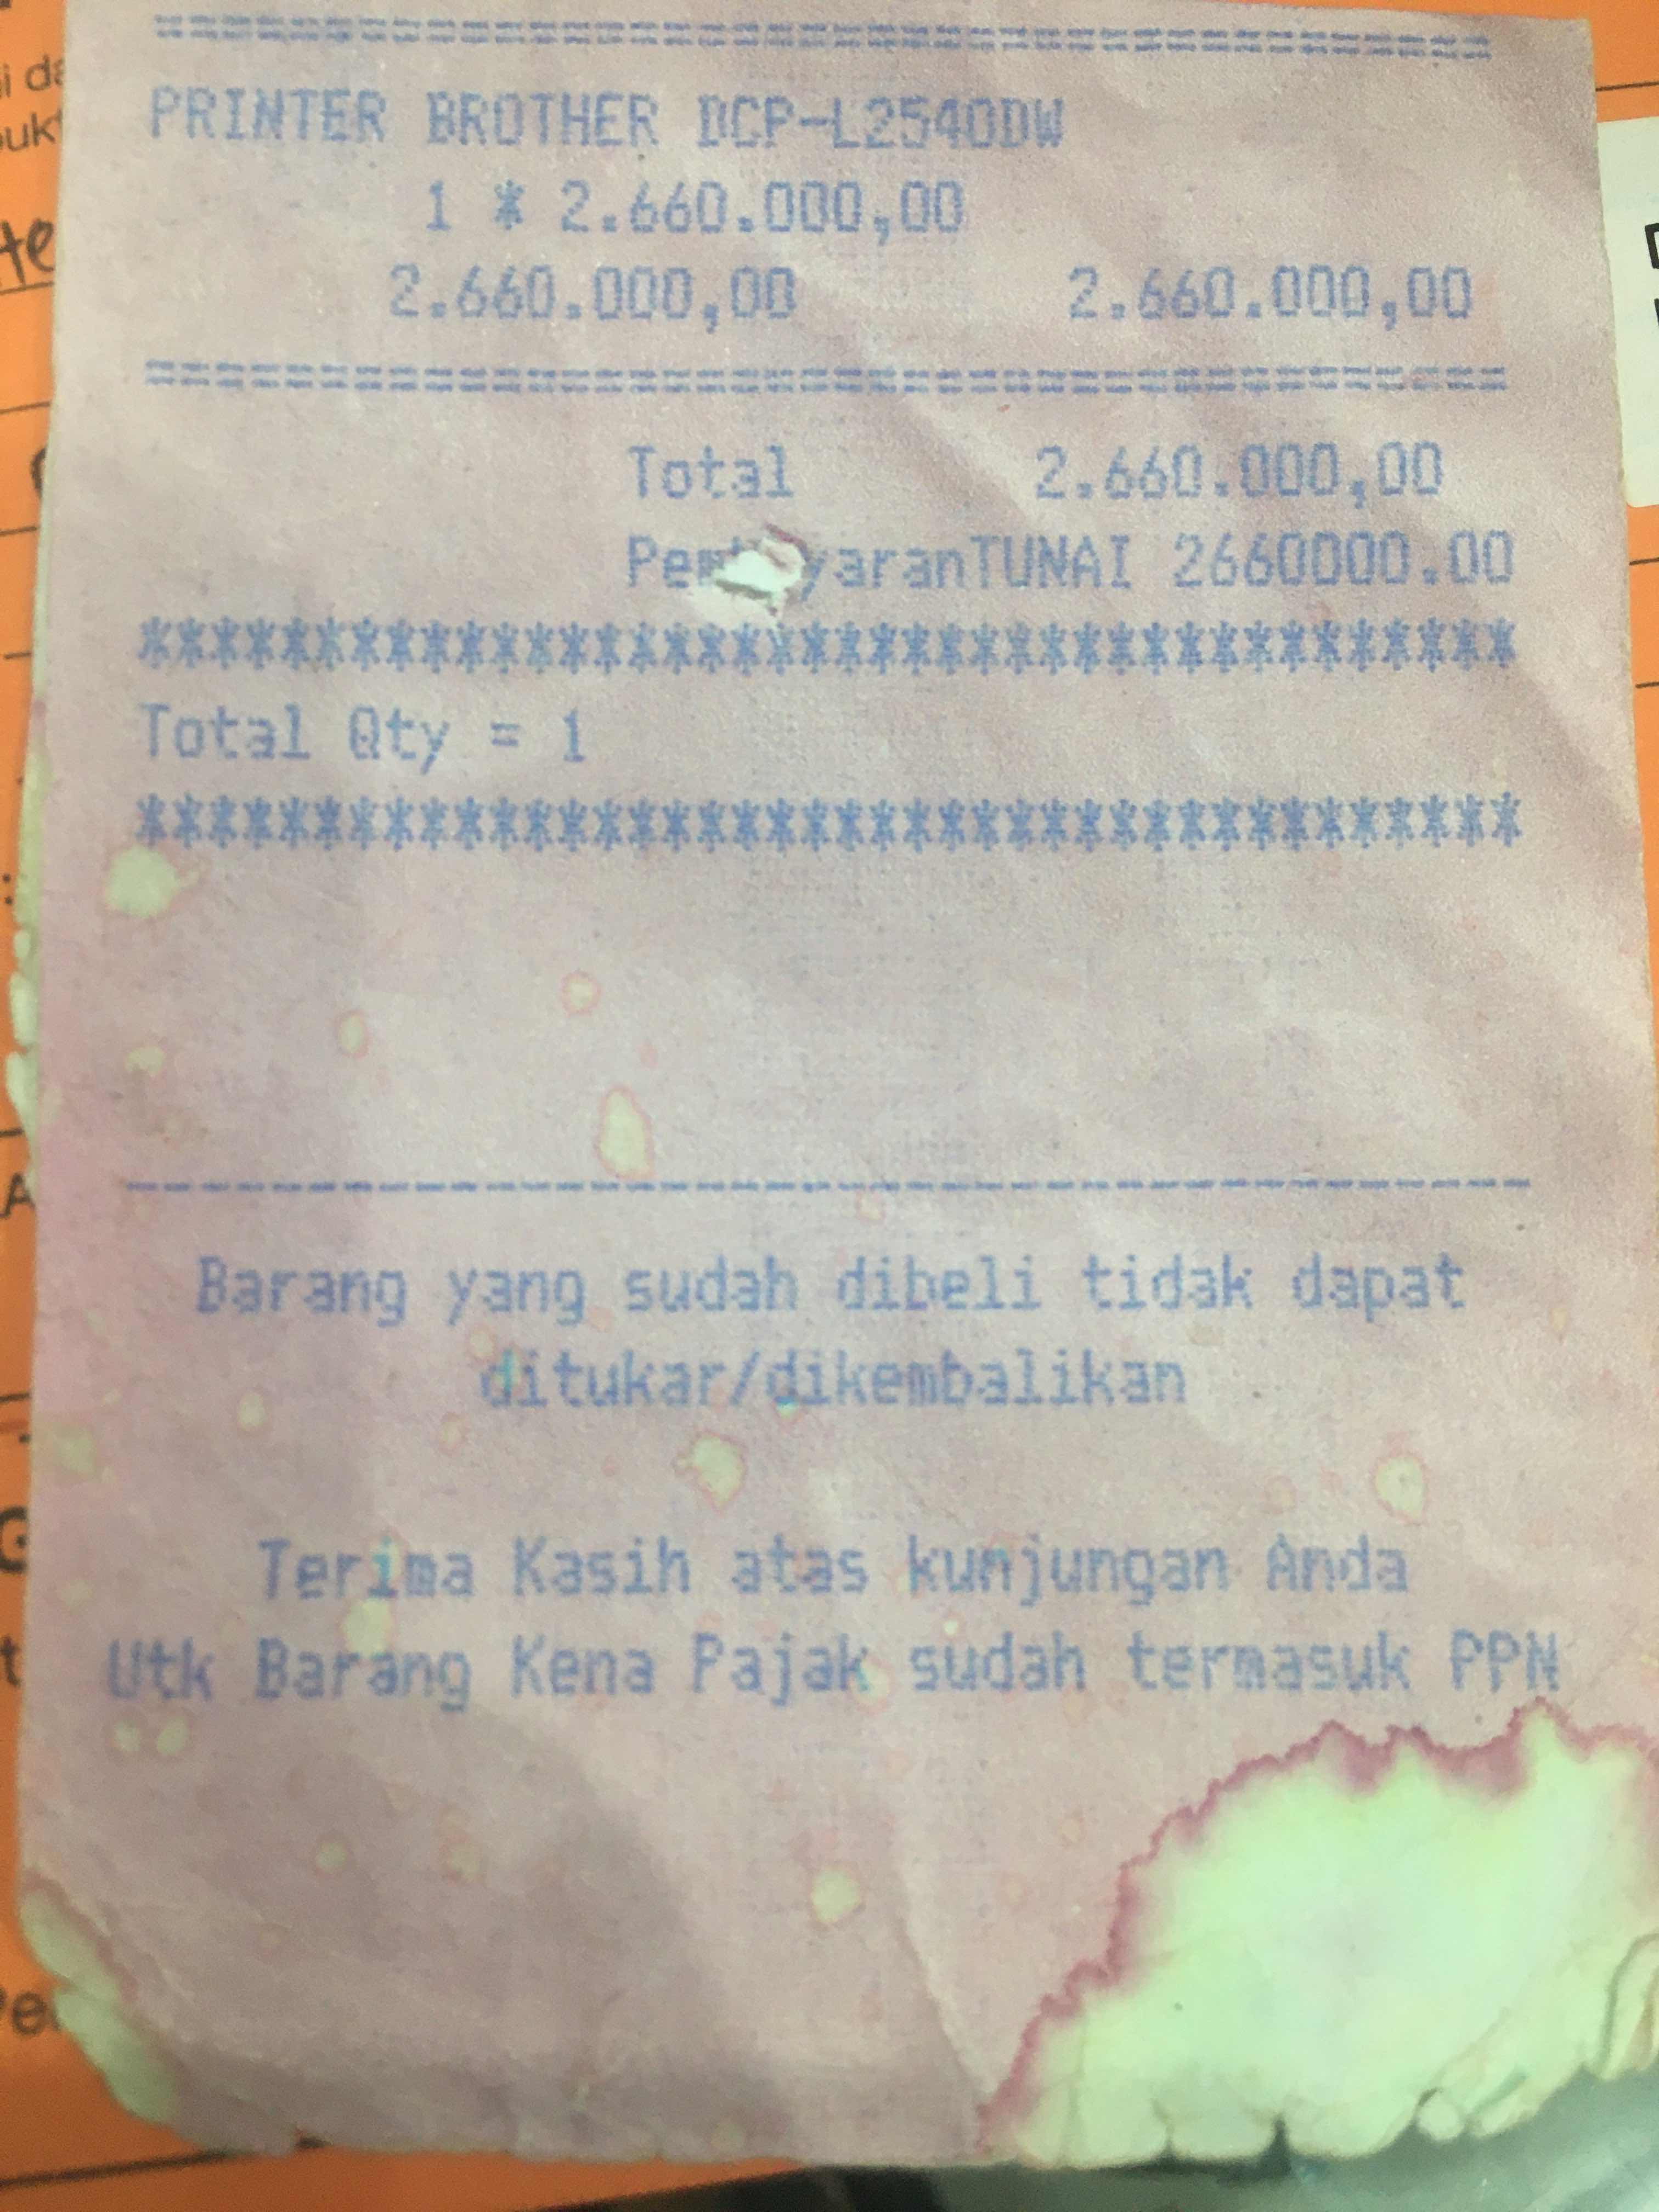 ========================================
PRINTER BROTHER DCP-L2540DW
1 * 2.660.000,00
2.660.000,00 2.660.000,00
========================================
Total 2.660.000,00
yaranTUNAI 2660000.00
****************************************
Total Qty = 1
****************************************
----------------------------------------
Barang yang sudah dibeli tidak dapat
ditukar/dikembalikan
Terima Kasih atas kunjungan Anda
Utk Barang Kena Pajak sudah termasuk PPN